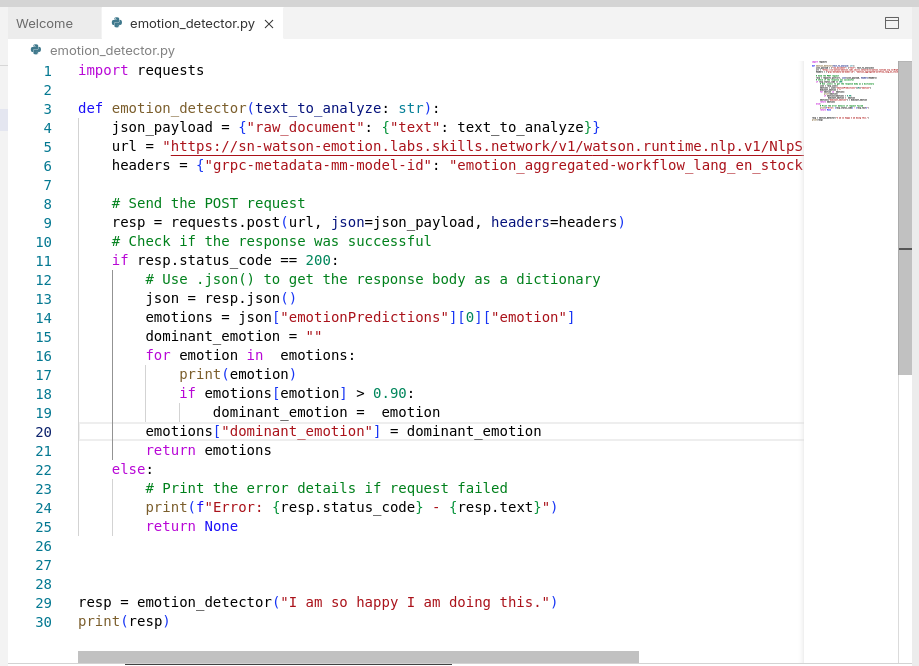 Welcome
emotion_detector.py
emotion_detector.py
1 import requests
2
3 def emotion_detector(text_to_analyze: str):
4     json_payload = {"raw_document": {"text": text_to_analyze}}
5     url = "https://sn-watson-emotion.labs.skills.network/v1/watson.runtime.nlp.v1/NlpS
6     headers = {"grpc-metadata-mm-model-id": "emotion_aggregated-workflow_lang_en_stock
7
8     # Send the POST request
9     resp = requests.post(url, json=json_payload, headers=headers)
10     # Check if the response was successful
11     if resp.status_code == 200:
12         # Use .json() to get the response body as a dictionary
13         json = resp.json()
14         emotions = json["emotionPredictions"][0]["emotion"]
15         dominant_emotion = ""
16         for emotion in  emotions:
17             print(emotion)
18             if emotions[emotion] > 0.90:
19                 dominant_emotion =  emotion
20         emotions["dominant_emotion"] = dominant_emotion
21         return emotions
22     else:
23         # Print the error details if request failed
24         print(f"Error: {resp.status_code} - {resp.text}")
25         return None
26
27
28
29 resp = emotion_detector("I am so happy I am doing this.")
30 print(resp)